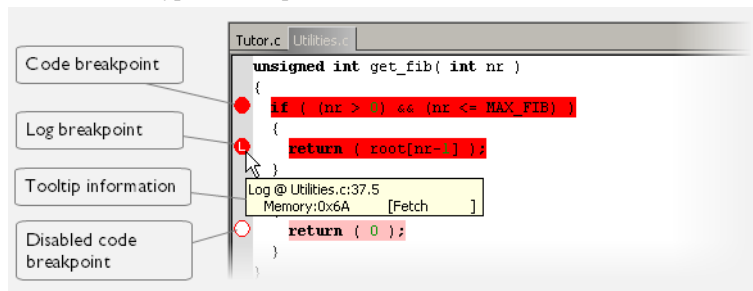 Tutor.c Utilities.c
Code breakpoint
unsigned int get_fib( int nr )
{
if ( (nr > 0) && (nr <= MAX_FIB) )
{
Log breakpoint
L
return ( root[nr-1] );
}
Tooltip information
Log @ Utilities.c:37.5
Memory:0x6A [Fetch ]
Disabled code
breakpoint
return ( 0 );
}
}